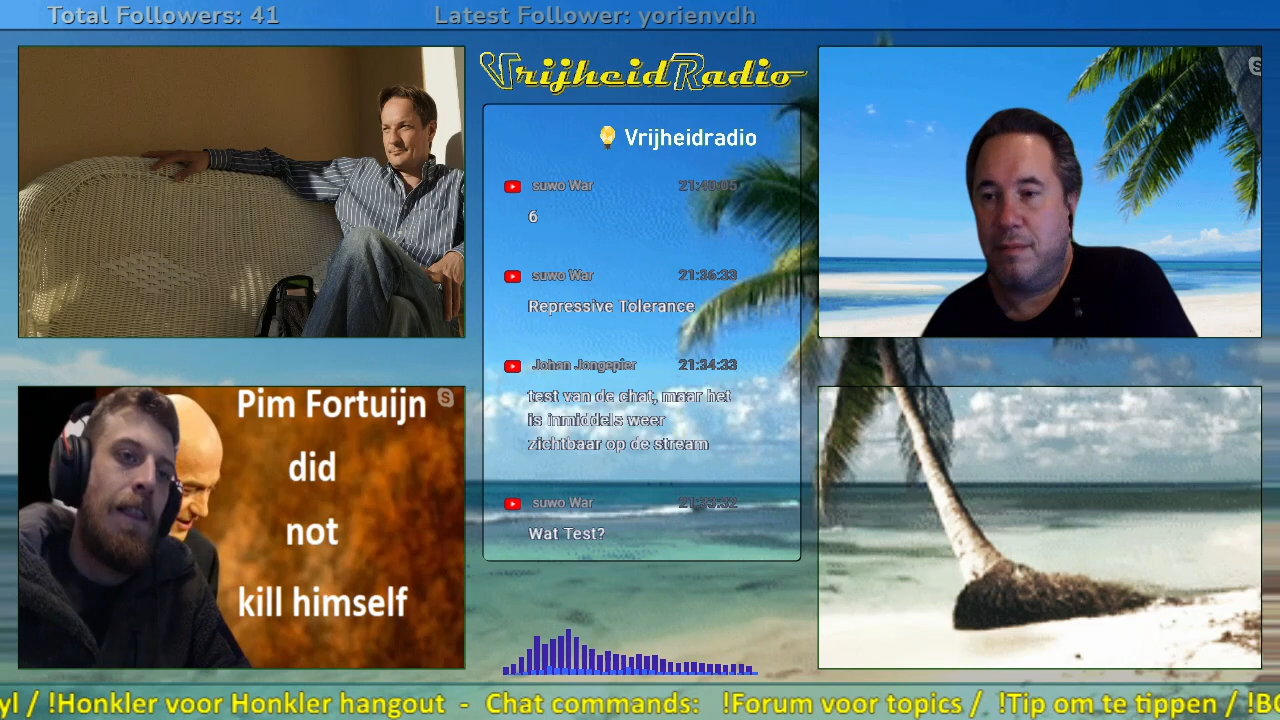 Total Followers: 41
Latest Follower: yorienvdh
VrijheidRadio
Vrijheidradio
suwo War 21:40:05
6
suwo War 21:36:33
Repressive Tolerance
Johan Jongepier 21:34:33
test van de chat, maar het
is inmiddels weer
zichtbaar op de stream
suwo War
Wat Test?
S
Pim Fortuijn
S
did
not
kill himself
yl / !Honkler voor Honkler hangout - Chat commands: !Forum voor topics / !Tip om te tippen / !B